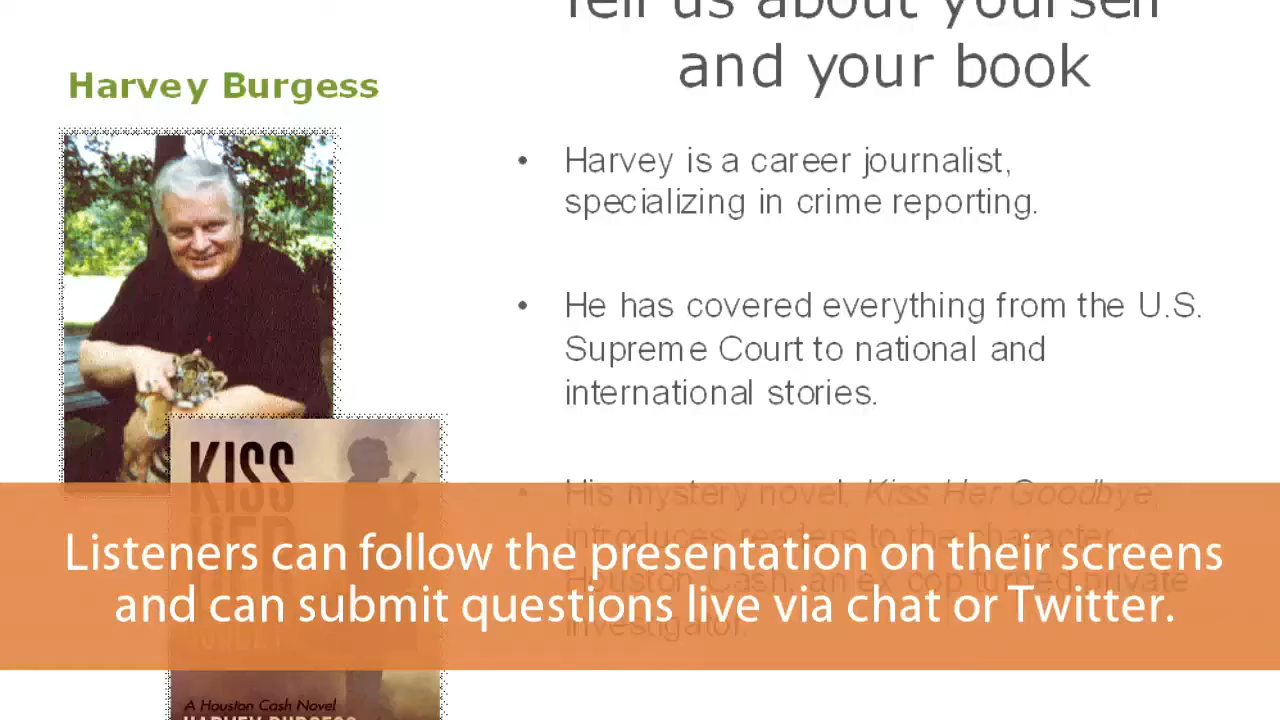 Tell us about yourself
and your book
Harvey Burgess
• Harvey is a career journalist,
specializing in crime reporting.
• He has covered everything from the U.S.
Supreme Court to national and
international stories.
• His mystery novel, Kiss Her Goodbye,
introduces readers to the character
Houston Cash, an ex cop turned private
investigator.
KISS
HER
A Houston Cash Novel
HARVEY BURGESS
Listeners can follow the presentation on their screens
and can submit questions live via chat or Twitter.